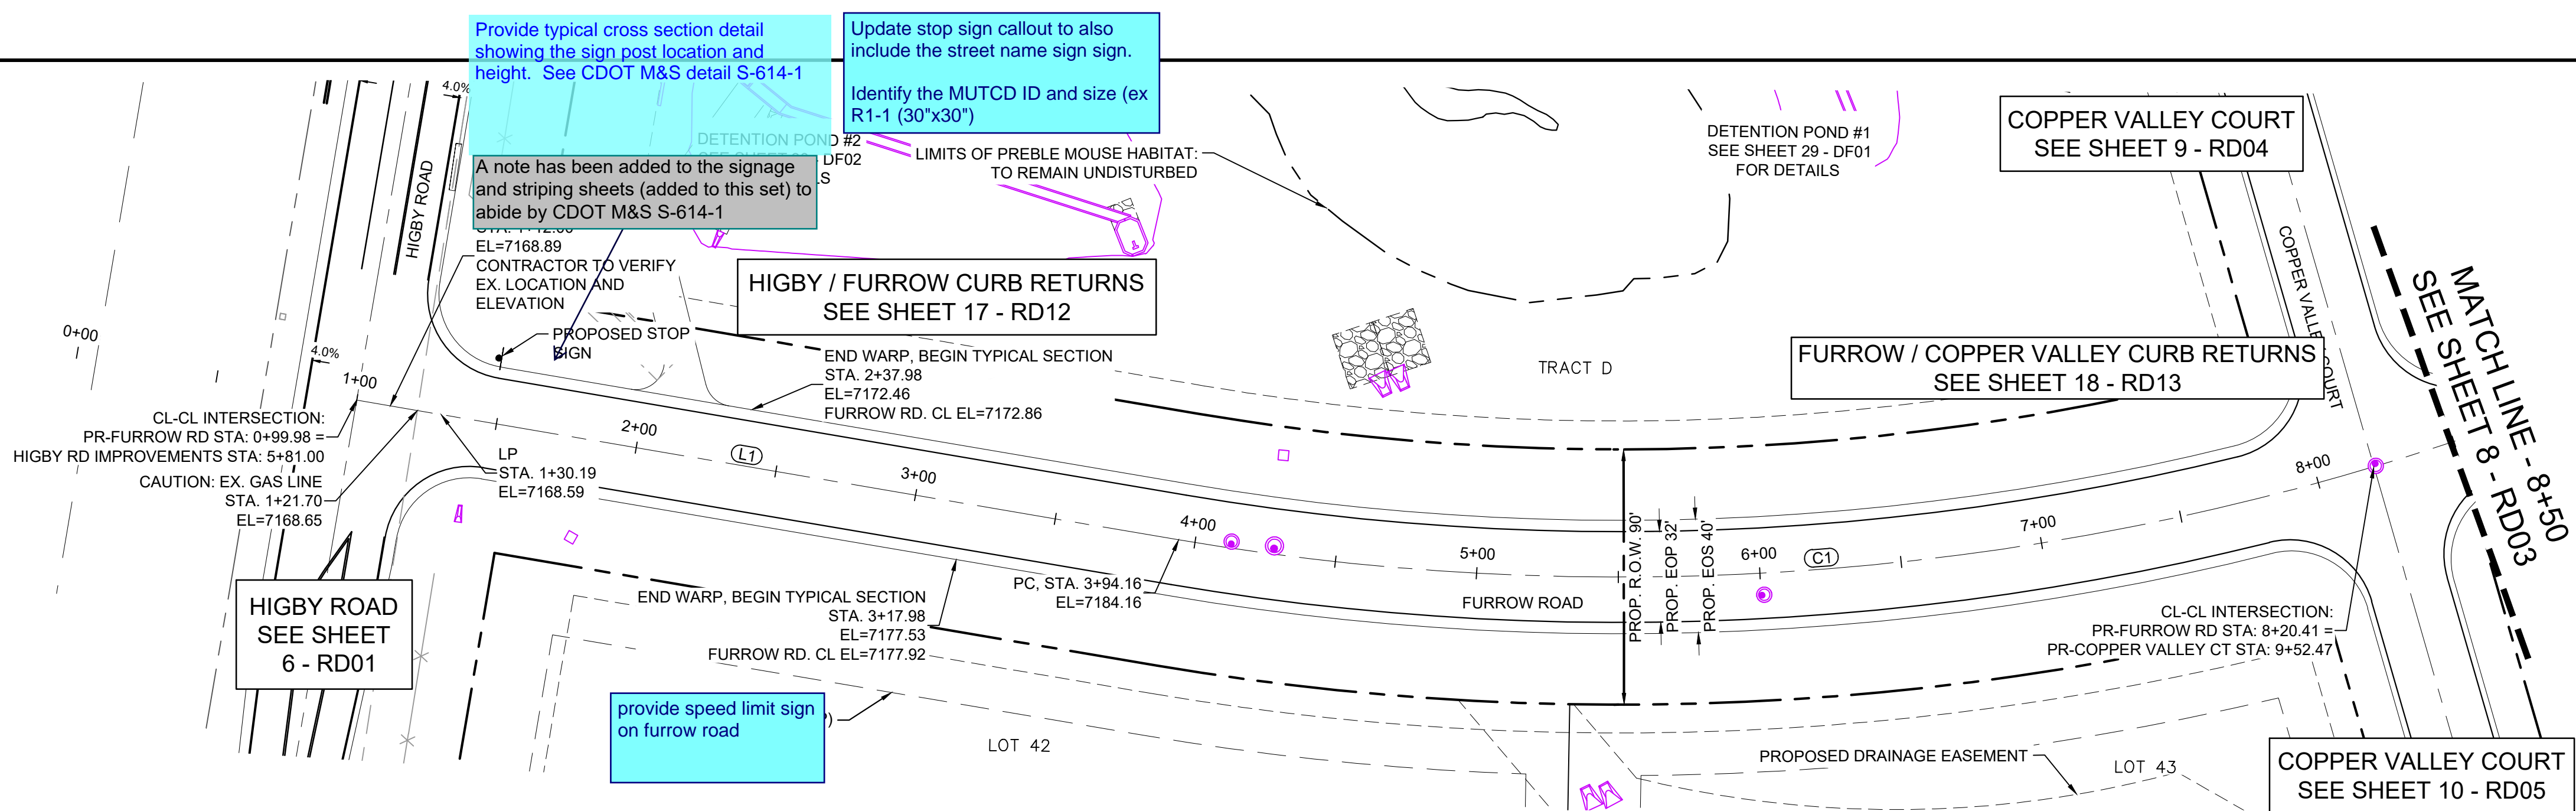 Provide typical cross section detail
showing the sign post location and
height. See CDOT M&S detail S-614-1
Update stop sign callout to also
include the street name sign sign.
Identify the MUTCD ID and size (ex
R1-1 (30"x30")
4.0%
DETENTION POND #2
DF02
LS
A note has been added to the signage
and striping sheets (added to this set) to
abide by CDOT M&S S-614-1
LIMITS OF PREBLE MOUSE HABITAT:
TO REMAIN UNDISTURBED
DETENTION POND #1
SEE SHEET 29 - DF01
FOR DETAILS
COPPER VALLEY COURT
SEE SHEET 9 - RD04
HIGBY ROAD
EL=7168.89
CONTRACTOR TO VERIFY
EX. LOCATION AND
ELEVATION
HIGBY / FURROW CURB RETURNS
SEE SHEET 17 - RD12
COPPER VALLEY COURT
MATCH LINE - 8+50
SEE SHEET 8 - RD03
0+00
4.0%
1+00
PROPOSED STOP
SIGN
END WARP, BEGIN TYPICAL SECTION
STA. 2+37.98
EL=7172.46
FURROW RD. CL EL=7172.86
TRACT D
FURROW / COPPER VALLEY CURB RETURNS
SEE SHEET 18 - RD13
CL-CL INTERSECTION:
PR-FURROW RD STA: 0+99.98 =
HIGBY RD IMPROVEMENTS STA: 5+81.00
CAUTION: EX. GAS LINE
STA. 1+21.70
EL=7168.65
LP
STA. 1+30.19
EL=7168.59
2+00
L1
3+00
4+00
5+00
6+00
C1
7+00
8+00
PROP. R.O.W. 90'
PROP. EOP 32'
PROP. EOS 40'
PC, STA. 3+94.16
EL=7184.16
FURROW ROAD
END WARP, BEGIN TYPICAL SECTION
STA. 3+17.98
EL=7177.53
FURROW RD. CL EL=7177.92
HIGBY ROAD
SEE SHEET
6 - RD01
CL-CL INTERSECTION:
PR-FURROW RD STA: 8+20.41 =
PR-COPPER VALLEY CT STA: 9+52.47
provide speed limit sign
on furrow road
LOT 42
PROPOSED DRAINAGE EASEMENT
LOT 43
COPPER VALLEY COURT
SEE SHEET 10 - RD05